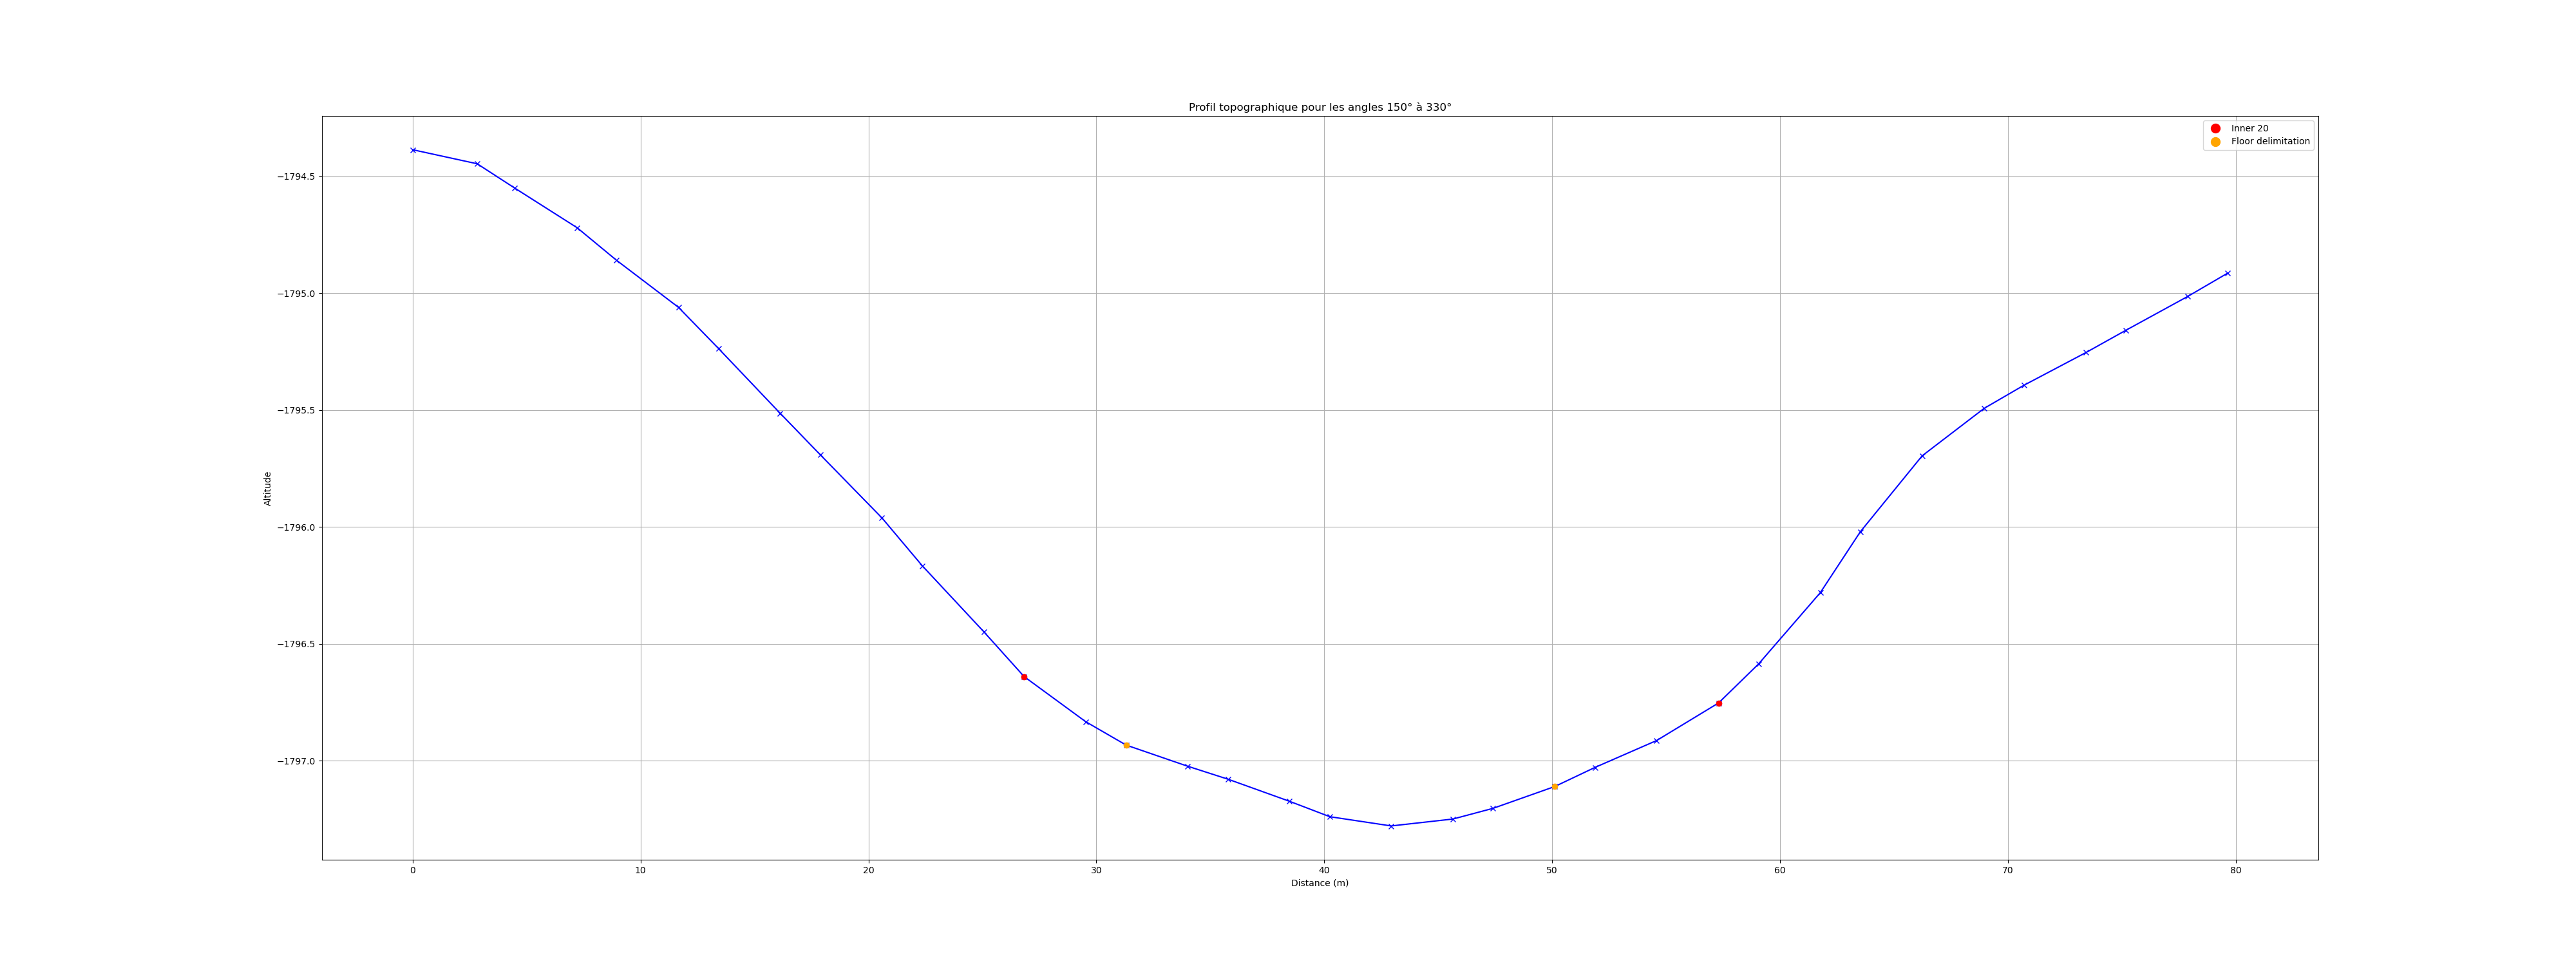 Profil topographique pour les angles 150° à 330°
Inner 20
Floor delimitation
−1794.5
−1795.0
−1795.5
−1796.0
−1796.5
−1797.0
Altitude
0 10 20 30 40 50 60 70 80
Distance (m)